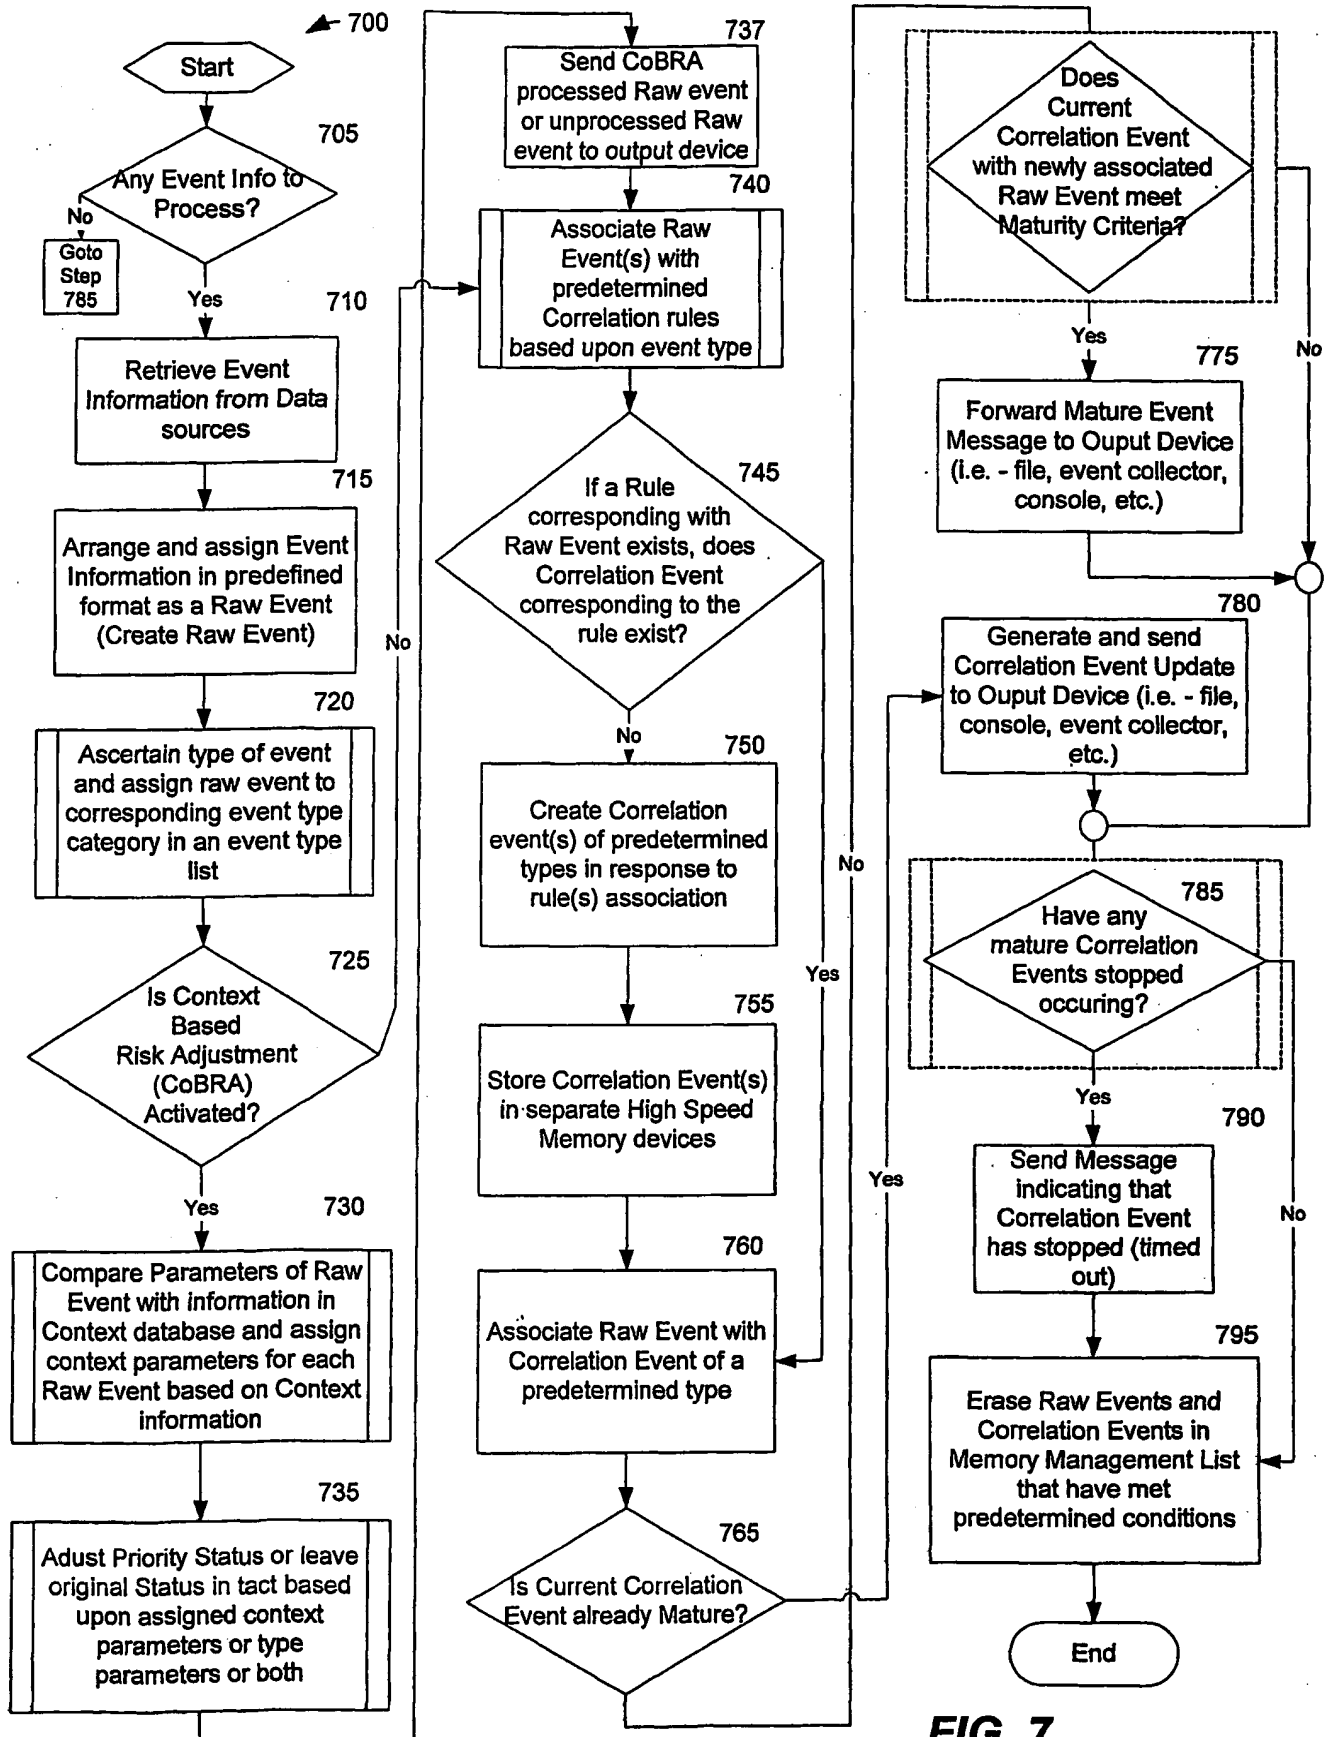 700
Start
705
Any Event Info to
Process?
No
Goto
Step
785
Yes
710
Retrieve Event
Information from Data
sources
715
Arrange and assign Event
Information in predefined
format as a Raw Event
(Create Raw Event)
720
Ascertain type of event
and assign raw event to
corresponding event type
category in an event type
list
725
Is Context
Based
Risk Adjustment
(CoBRA)
Activated?
No
Yes
730
Compare Parameters of Raw
Event with information in
Context database and assign
context parameters for each
Raw Event based on Context
information
735
Adust Priority Status or leave
original Status in tact based
upon assigned context
parameters or type
parameters or both
737
Send CoBRA
processed Raw event
or unprocessed Raw
event to output device
740
Associate Raw
Event(s) with
predetermined
Correlation rules
based upon event type
745
If a Rule
corresponding with
Raw Event exists, does
Correlation Event
corresponding to the
rule exist?
No
Yes
750
Create Correlation
event(s) of predetermined
types in response to
rule(s) association
755
Store Correlation Event(s)
in separate High Speed
Memory devices
760
Associate Raw Event with
Correlation Event of a
predetermined type
765
Is Current Correlation
Event already Mature?
No
Yes
Does
Current
Correlation Event
with newly associated
Raw Event meet
Maturity Criteria?
Yes
No
775
Forward Mature Event
Message to Ouput Device
(i.e. - file, event collector,
console, etc.)
780
Generate and send
Correlation Event Update
to Ouput Device (i.e. - file,
console, event collector,
etc.)
785
Have any
mature Correlation
Events stopped
occuring?
Yes
No
790
Send Message
indicating that
Correlation Event
has stopped (timed
out)
795
Erase Raw Events and
Correlation Events in
Memory Management List
that have met
predetermined conditions
End
FIG. 7